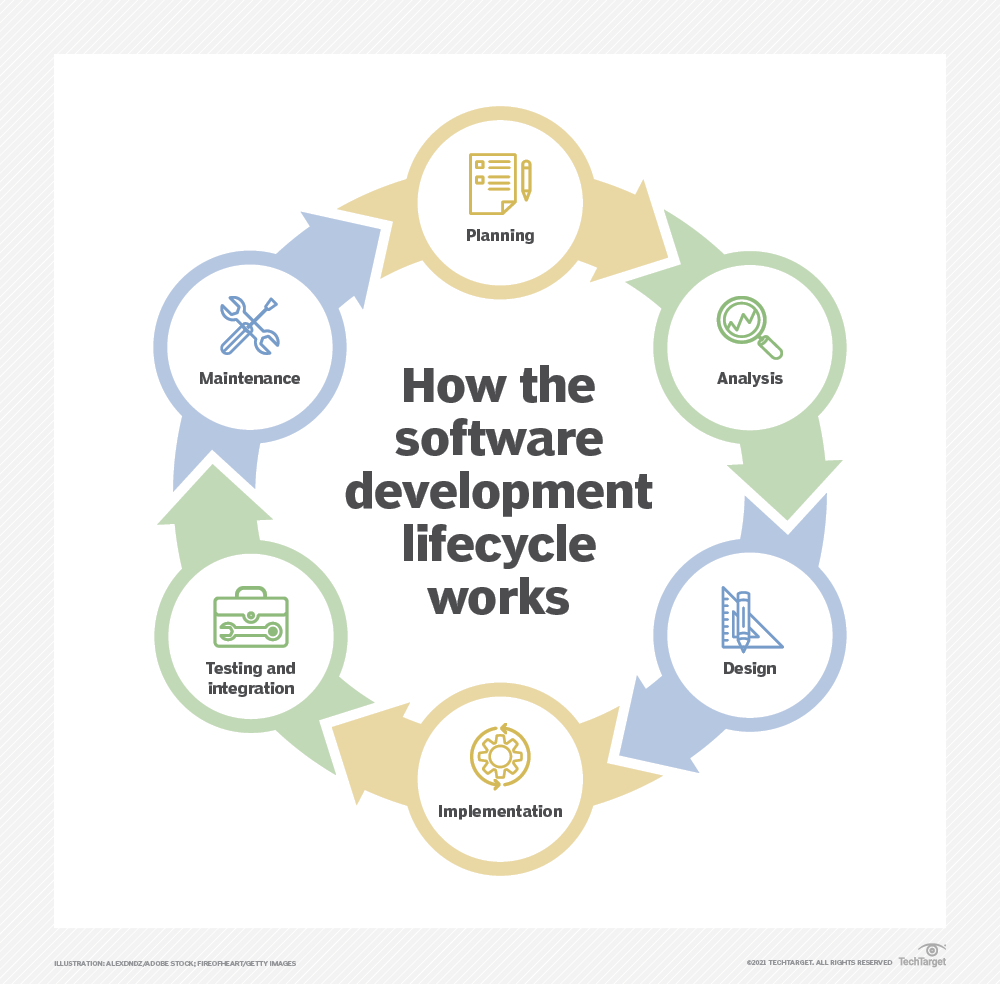 Planning
Maintenance
Analysis
How the
software
development
lifecycle
works
Testing and
integration
Design
Implementation
ILLUSTRATION: ALEXDNDZ/ADOBE STOCK; FIREOFHEART/GETTY IMAGES
©2021 TECHTARGET. ALL RIGHTS RESERVED
TechTarget